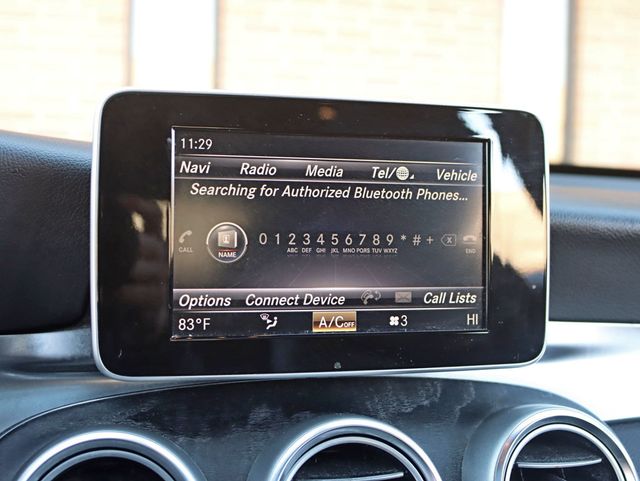 11:29
Navi Radio Media Tel/ Vehicle
Searching for Authorized Bluetooth Phones...
CALL NAME 0 1 2 3 4 5 6 7 8 9 * # + END
ABC DEF GHI JKL MNO PQRS TUV WXYZ
Options Connect Device Call Lists
83°F A/C OFF 3 HI